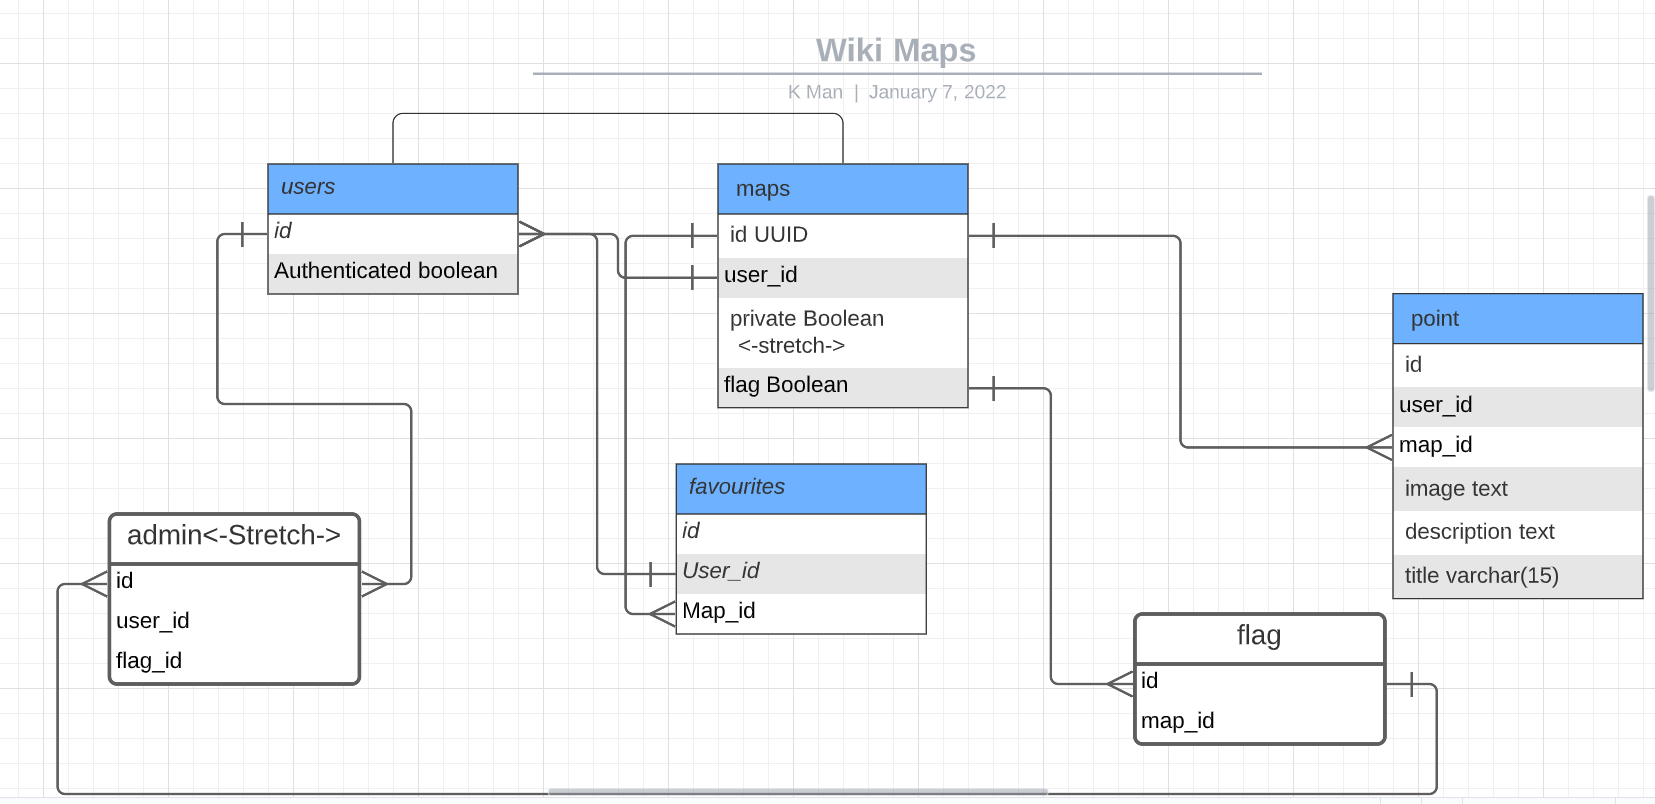 Wiki Maps
K Man | January 7, 2022
users
id
Authenticated boolean
maps
id UUID
user_id
private Boolean
<-stretch->
flag Boolean
point
id
user_id
map_id
image text
description text
title varchar(15)
favourites
id
User_id
Map_id
admin<-Stretch->
id
user_id
flag_id
flag
id
map_id